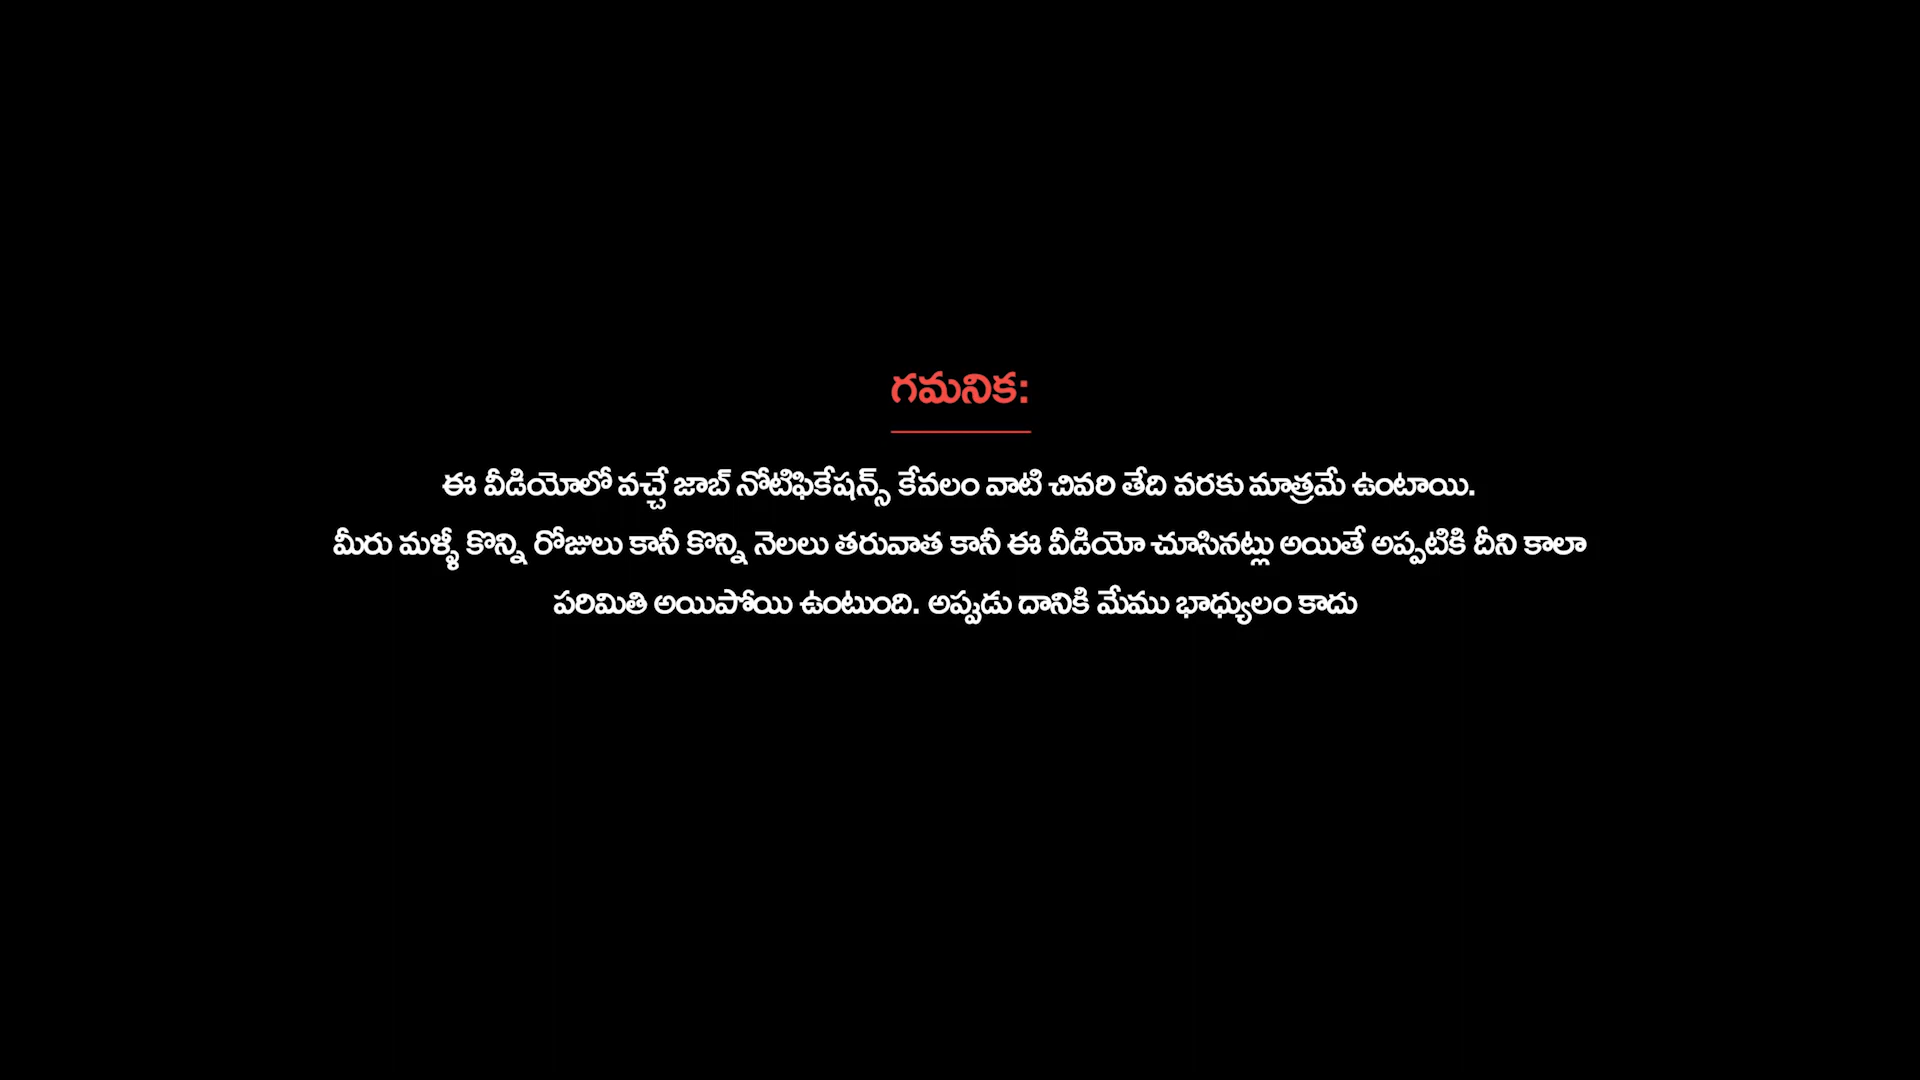 గమనిక:
ఈ వీడియోలో వచ్చే జాబ్ నోటిఫికేషన్స్ కేవలం వాటి చివరి తేది వరకు మాత్రమే ఉంటాయి.
మీరు మళ్ళీ కొన్ని రోజులు కానీ కొన్ని నెలలు తరువాత కానీ ఈ వీడియో చూసినట్లు అయితే అప్పటికి దీని కాలా
పరిమితి అయిపోయి ఉంటుంది. అప్పుడు దానికి మేము భాధ్యులం కాదు